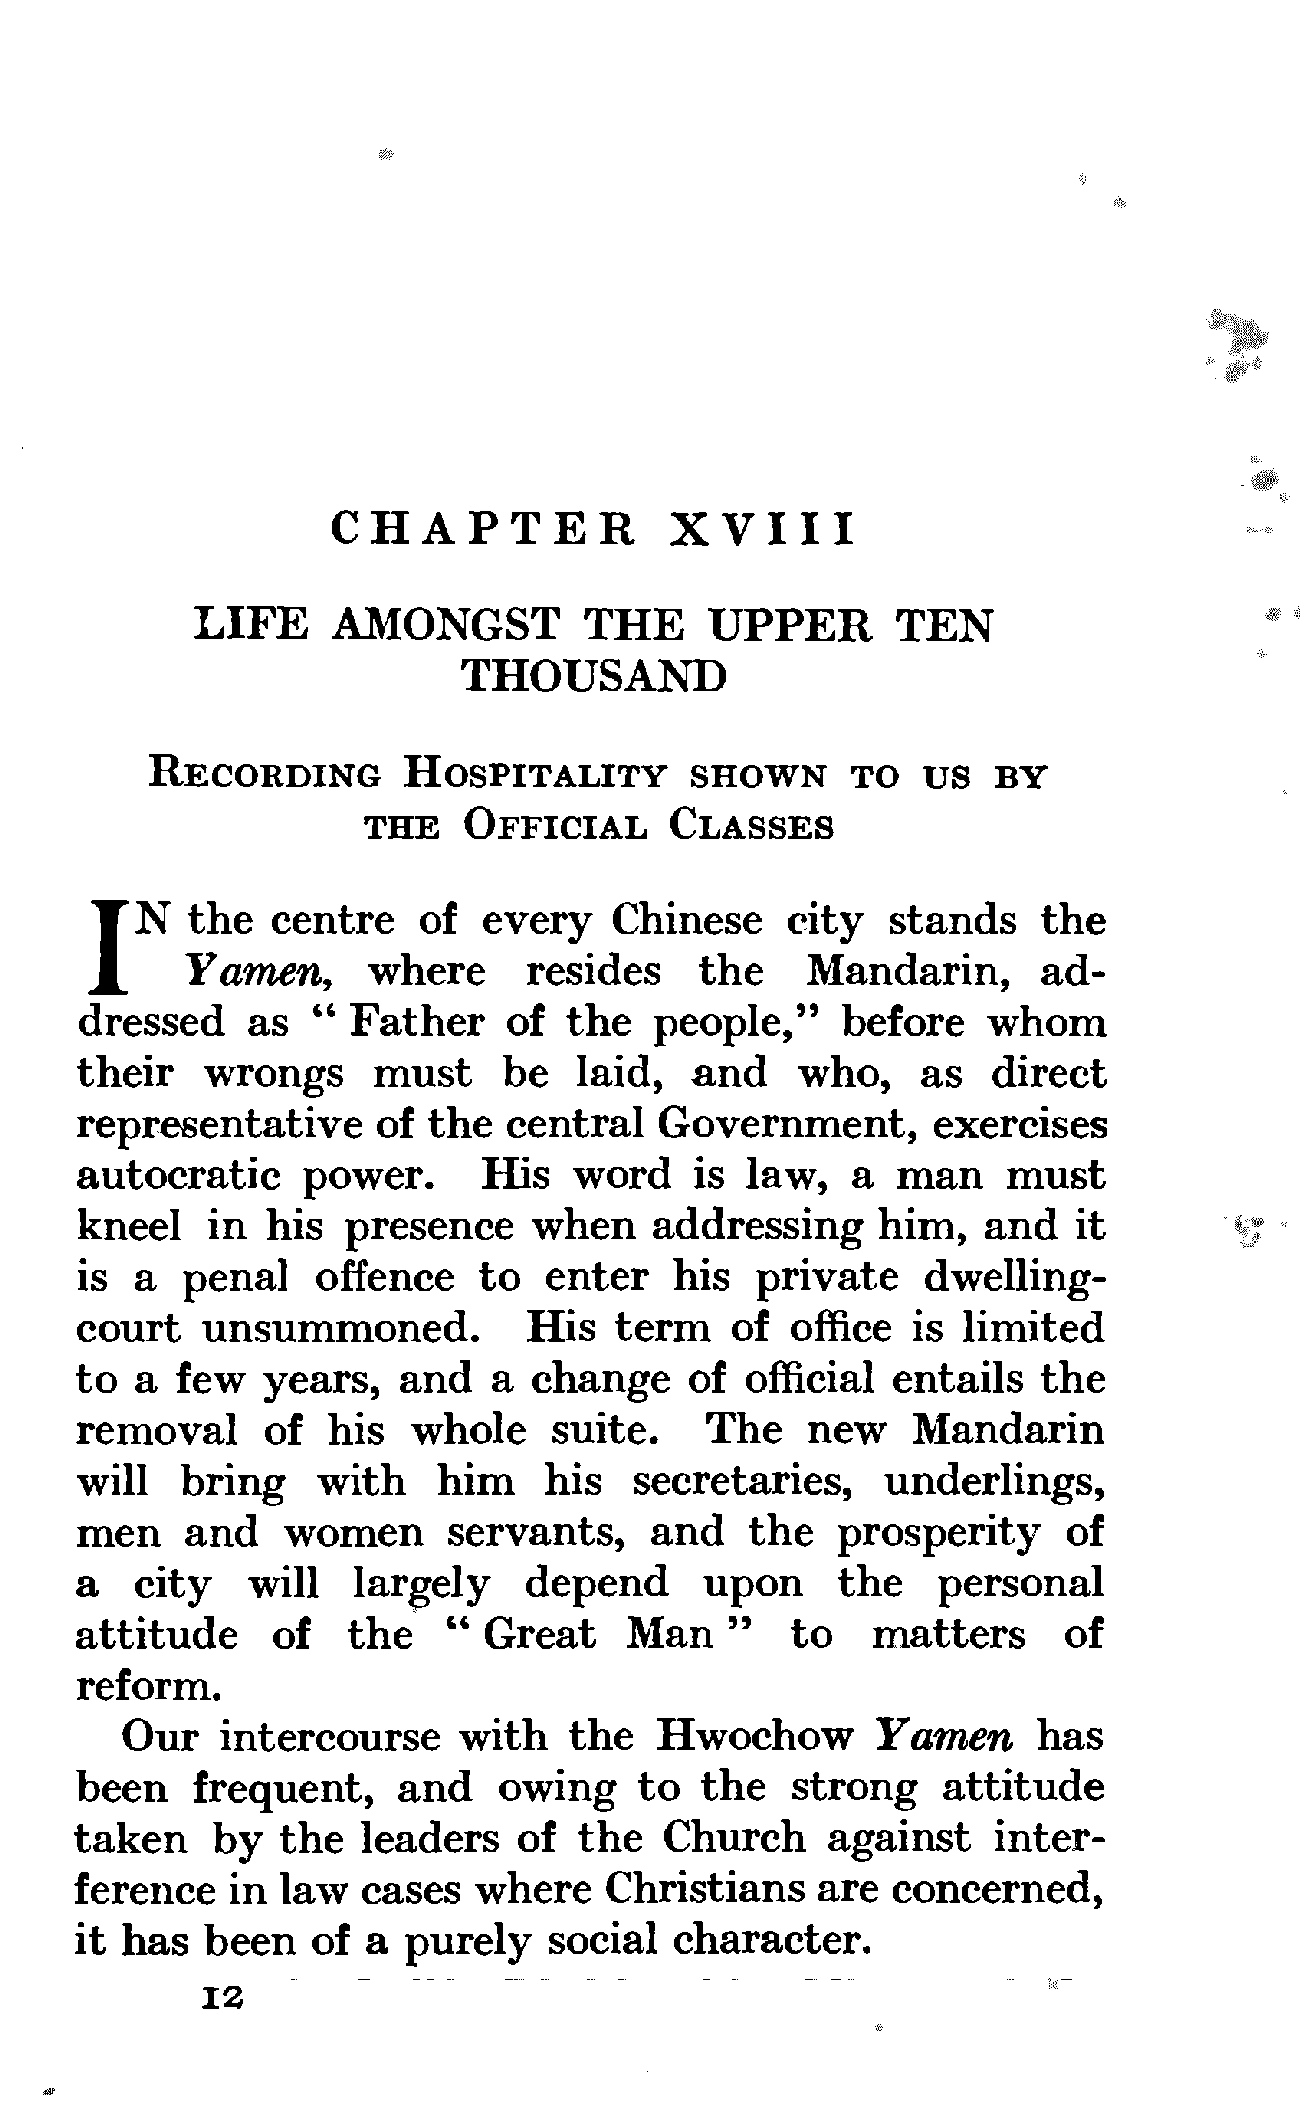 CHAPTER XVIII
LIFE AMONGST THE UPPER TEN
THOUSAND
RECORDING HOSPITALITY SHOWN TO US BY
THE OFFICIAL CLASSES
IN the centre of every Chinese city stands the
Yamen, where resides the Mandarin, ad-
dressed as “ Father of the people,” before whom
their wrongs must be laid, and who, as direct
representative of the central Government, exercises
autocratic power. His word is law, a man must
kneel in his presence when addressing him, and it
is a penal offence to enter his private dwelling-
court unsummoned. His term of office is limited
to a few years, and a change of official entails the
removal of his whole suite. The new Mandarin
will bring with him his secretaries, underlings,
men and women servants, and the prosperity of
a city will largely depend upon the personal
attitude of the “ Great Man ” to matters of
reform.
Our intercourse with the Hwochow Yamen has
been frequent, and owing to the strong attitude
taken by the leaders of the Church against inter-
ference in law cases where Christians are concerned,
it has been of a purely social character.
12